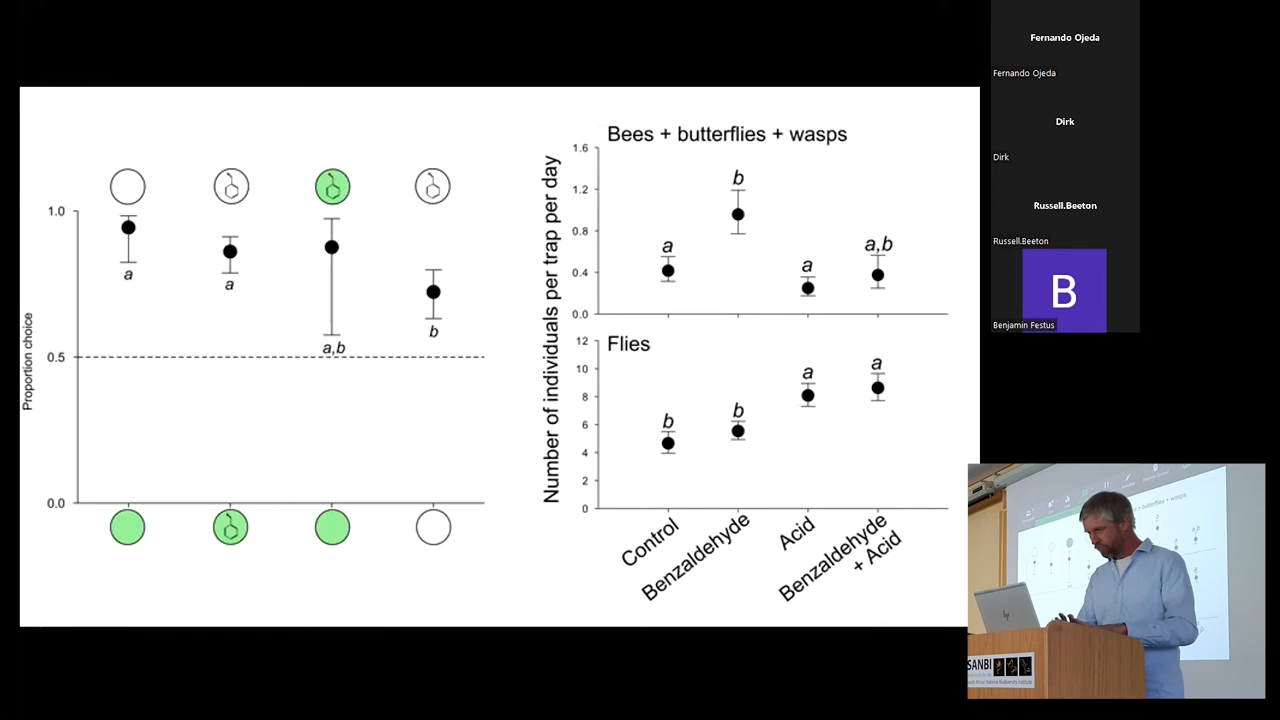 Fernando Ojeda
Fernando Ojeda
Dirk
Dirk
Russell.Beeton
Russell.Beeton
B
Benjamin Festus
1.0
0.5
0.0
Proportion choice
a
a
a,b
b
Number of individuals per trap per day
Bees + butterflies + wasps
1.6
1.2
0.8
0.4
0.0
a
b
a
a,b
Flies
12
10
8
6
4
2
0
b
b
a
a
Control
Benzaldehyde
Acid
Benzaldehyde
+ Acid
SANBI